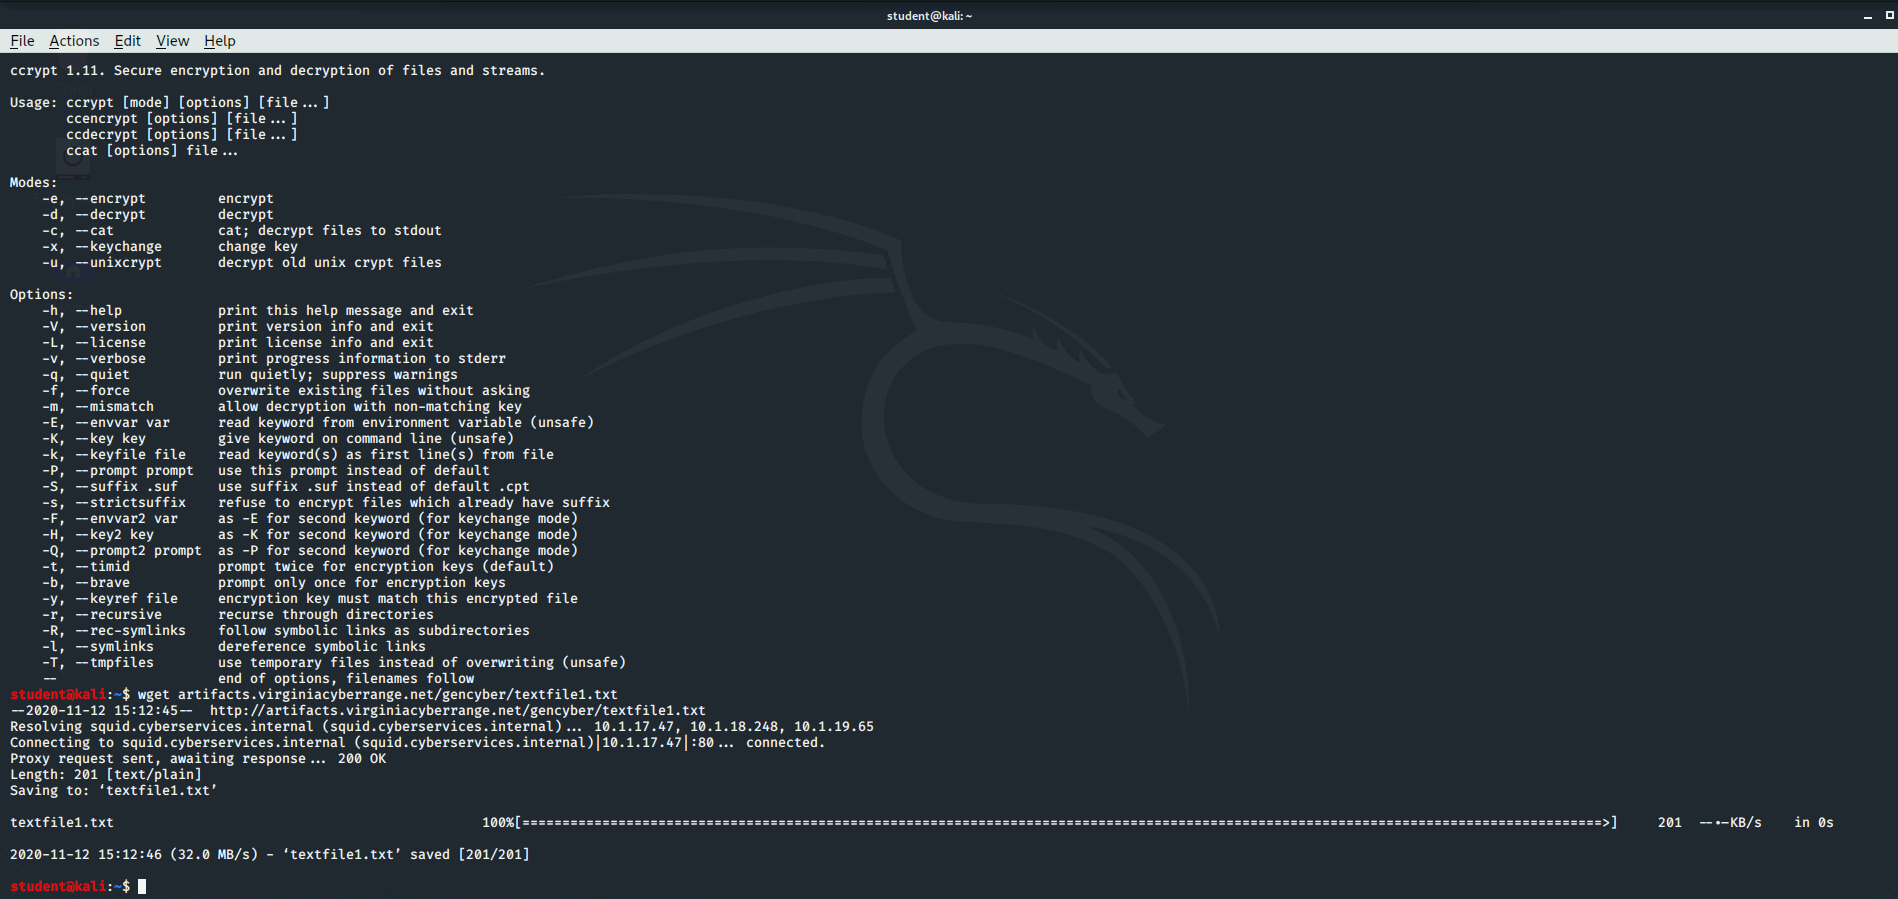 student@kali: ~
File Actions Edit View Help
ccrypt 1.11. Secure encryption and decryption of files and streams.
Usage: ccrypt [mode] [options] [file...]
       ccencrypt [options] [file...]
       ccdecrypt [options] [file...]
       ccat [options] file...
Modes:
    -e, --encrypt         encrypt
    -d, --decrypt         decrypt
    -c, --cat             cat; decrypt files to stdout
    -x, --keychange       change key
    -u, --unixcrypt       decrypt old unix crypt files
Options:
    -h, --help            print this help message and exit
    -V, --version         print version info and exit
    -L, --license         print license info and exit
    -v, --verbose         print progress information to stderr
    -q, --quiet           run quietly; suppress warnings
    -f, --force           overwrite existing files without asking
    -m, --mismatch        allow decryption with non-matching key
    -E, --envvar var      read keyword from environment variable (unsafe)
    -K, --key key         give keyword on command line (unsafe)
    -k, --keyfile file    read keyword(s) as first line(s) from file
    -P, --prompt prompt   use this prompt instead of default
    -S, --suffix .suf     use suffix .suf instead of default .cpt
    -s, --strictsuffix    refuse to encrypt files which already have suffix
    -F, --envvar2 var     as -E for second keyword (for keychange mode)
    -H, --key2 key        as -K for second keyword (for keychange mode)
    -Q, --prompt2 prompt  as -P for second keyword (for keychange mode)
    -t, --timid           prompt twice for encryption keys (default)
    -b, --brave           prompt only once for encryption keys
    -y, --keyref file     encryption key must match this encrypted file
    -r, --recursive       recurse through directories
    -R, --rec-symlinks    follow symbolic links as subdirectories
    -l, --symlinks        dereference symbolic links
    -T, --tmpfiles        use temporary files instead of overwriting (unsafe)
    --                    end of options, filenames follow
student@kali:~$ wget artifacts.virginiacyberrange.net/gencyber/textfile1.txt
--2020-11-12 15:12:45--  http://artifacts.virginiacyberrange.net/gencyber/textfile1.txt
Resolving squid.cyberservices.internal (squid.cyberservices.internal)... 10.1.17.47, 10.1.18.248, 10.1.19.65
Connecting to squid.cyberservices.internal (squid.cyberservices.internal)|10.1.17.47|:80... connected.
Proxy request sent, awaiting response... 200 OK
Length: 201 [text/plain]
Saving to: ‘textfile1.txt’
textfile1.txt 100%[=====================================================>] 201 --.-KB/s in 0s
2020-11-12 15:12:46 (32.0 MB/s) - ‘textfile1.txt’ saved [201/201]
student@kali:~$